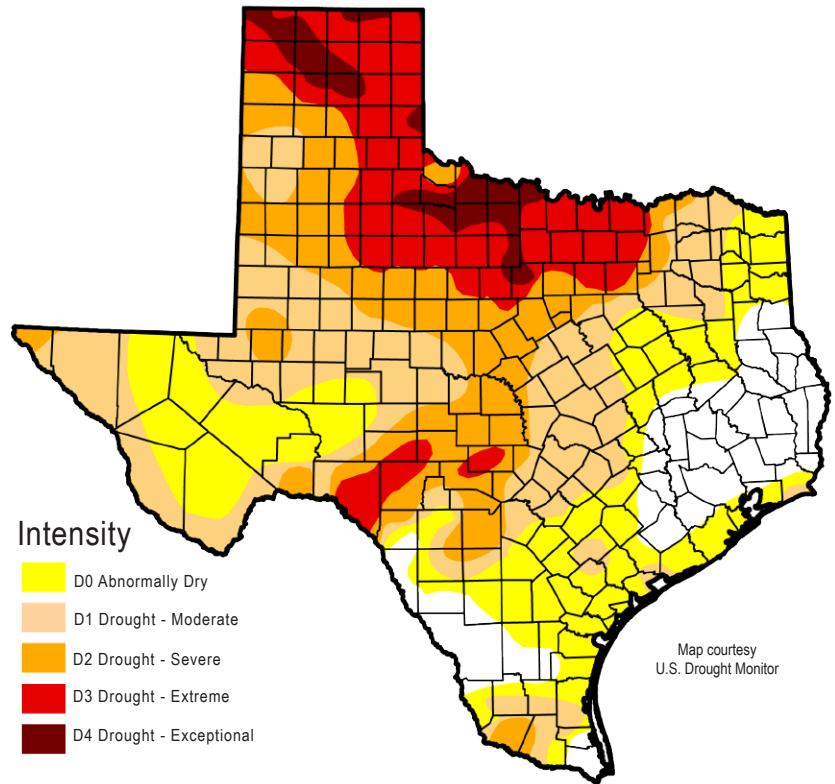 Intensity
D0 Abnormally Dry
D1 Drought - Moderate
D2 Drought - Severe
D3 Drought - Extreme
D4 Drought - Exceptional
Map courtesy
U.S. Drought Monitor